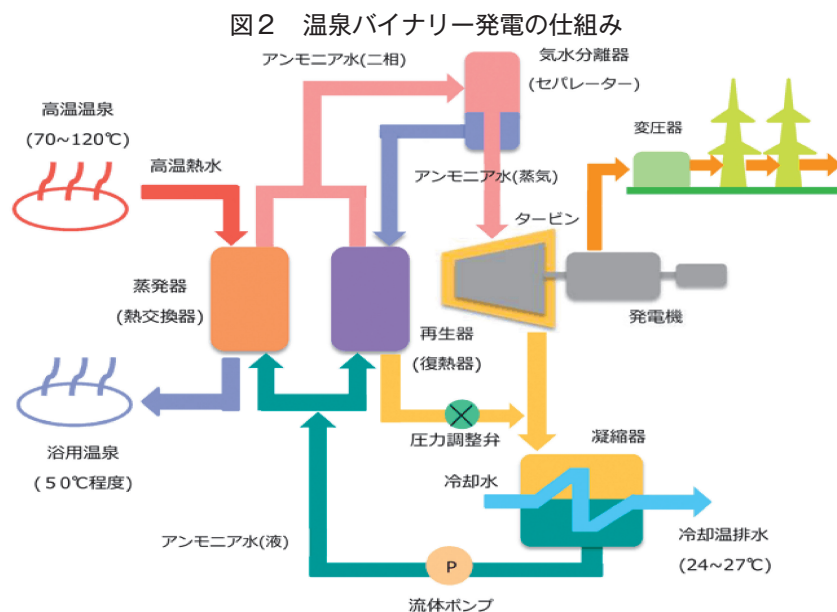 図２　温泉バイナリー発電の仕組み
アンモニア水(二相)
気水分離器
(セパレーター)
高温温泉
(70~120℃)
高温熱水
変圧器
アンモニア水(蒸気)
タービン
蒸発器
(熱交換器)
発電機
再生器
(復熱器)
浴用温泉
(５０℃程度)
圧力調整弁
凝縮器
冷却水
冷却温排水
(24~27℃)
アンモニア水(液)
P
流体ポンプ